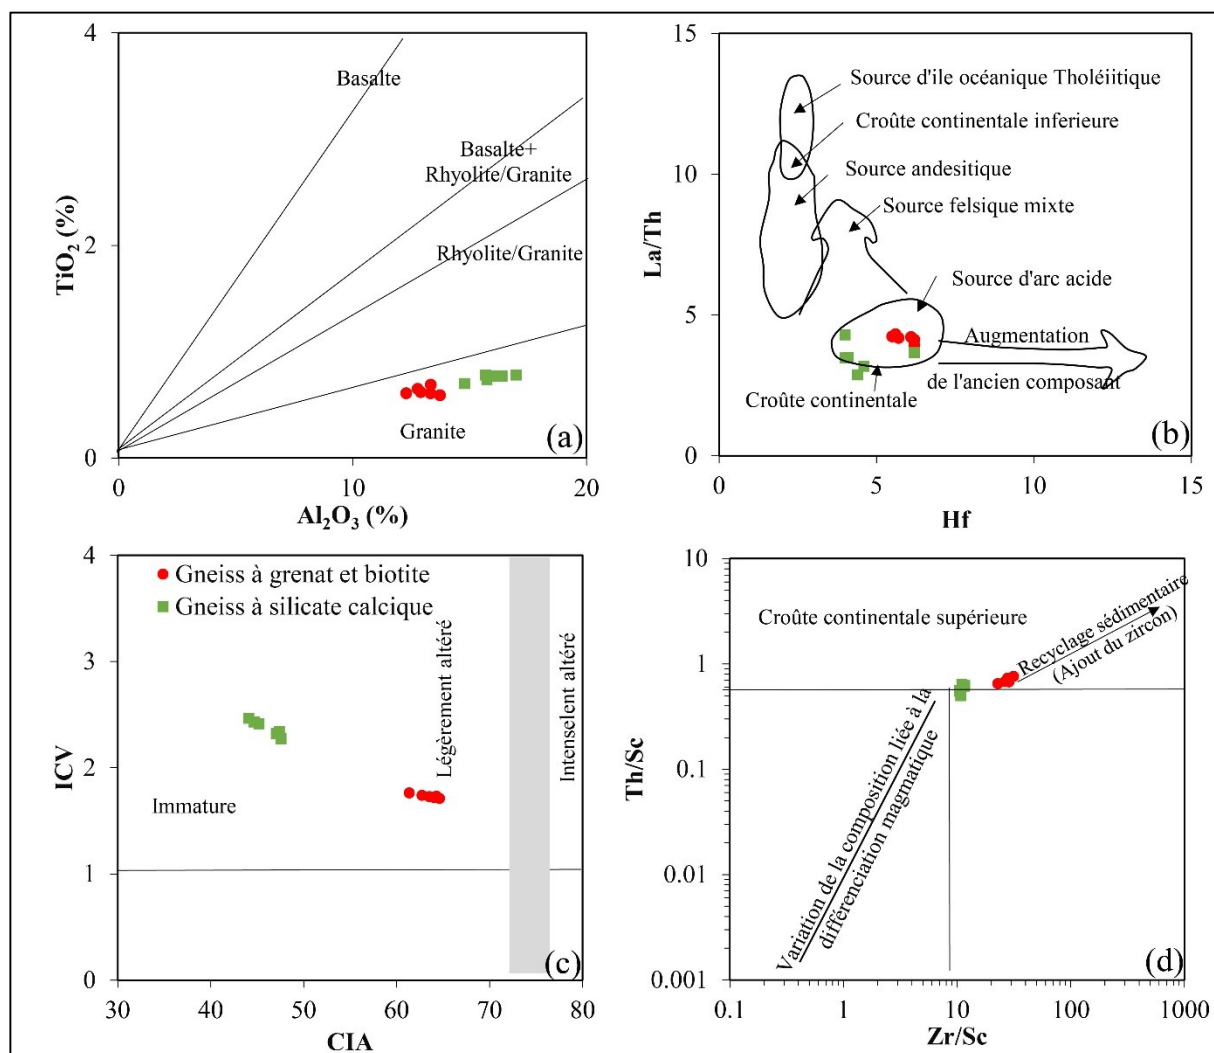 4
2
0
TiO₂ (%)
Basalte
Basalte+
Rhyolite/Granite
Rhyolite/Granite
Granite
(a)
0
10
20
Al₂O₃ (%)
15
10
5
0
La/Th
Source d'ile océanique Tholéiitique
Croûte continentale inferieure
Source andesitique
Source felsique mixte
Source d'arc acide
Augmentation
de l'ancien composant
Croûte continentale
(b)
0
5
10
15
Hf
4
3
2
1
0
ICV
Gneiss à grenat et biotite
Gneiss à silicate calcique
Légèrement altéré
Intenselent altéré
Immature
(c)
30
40
50
60
70
80
CIA
10
1
0.1
0.01
0.001
Th/Sc
Croûte continentale supérieure
Recyclage sédimentaire
(Ajout du zircon)
Variation de la composition liée à la
différenciation magmatique
(d)
0.1
1
10
100
1000
Zr/Sc